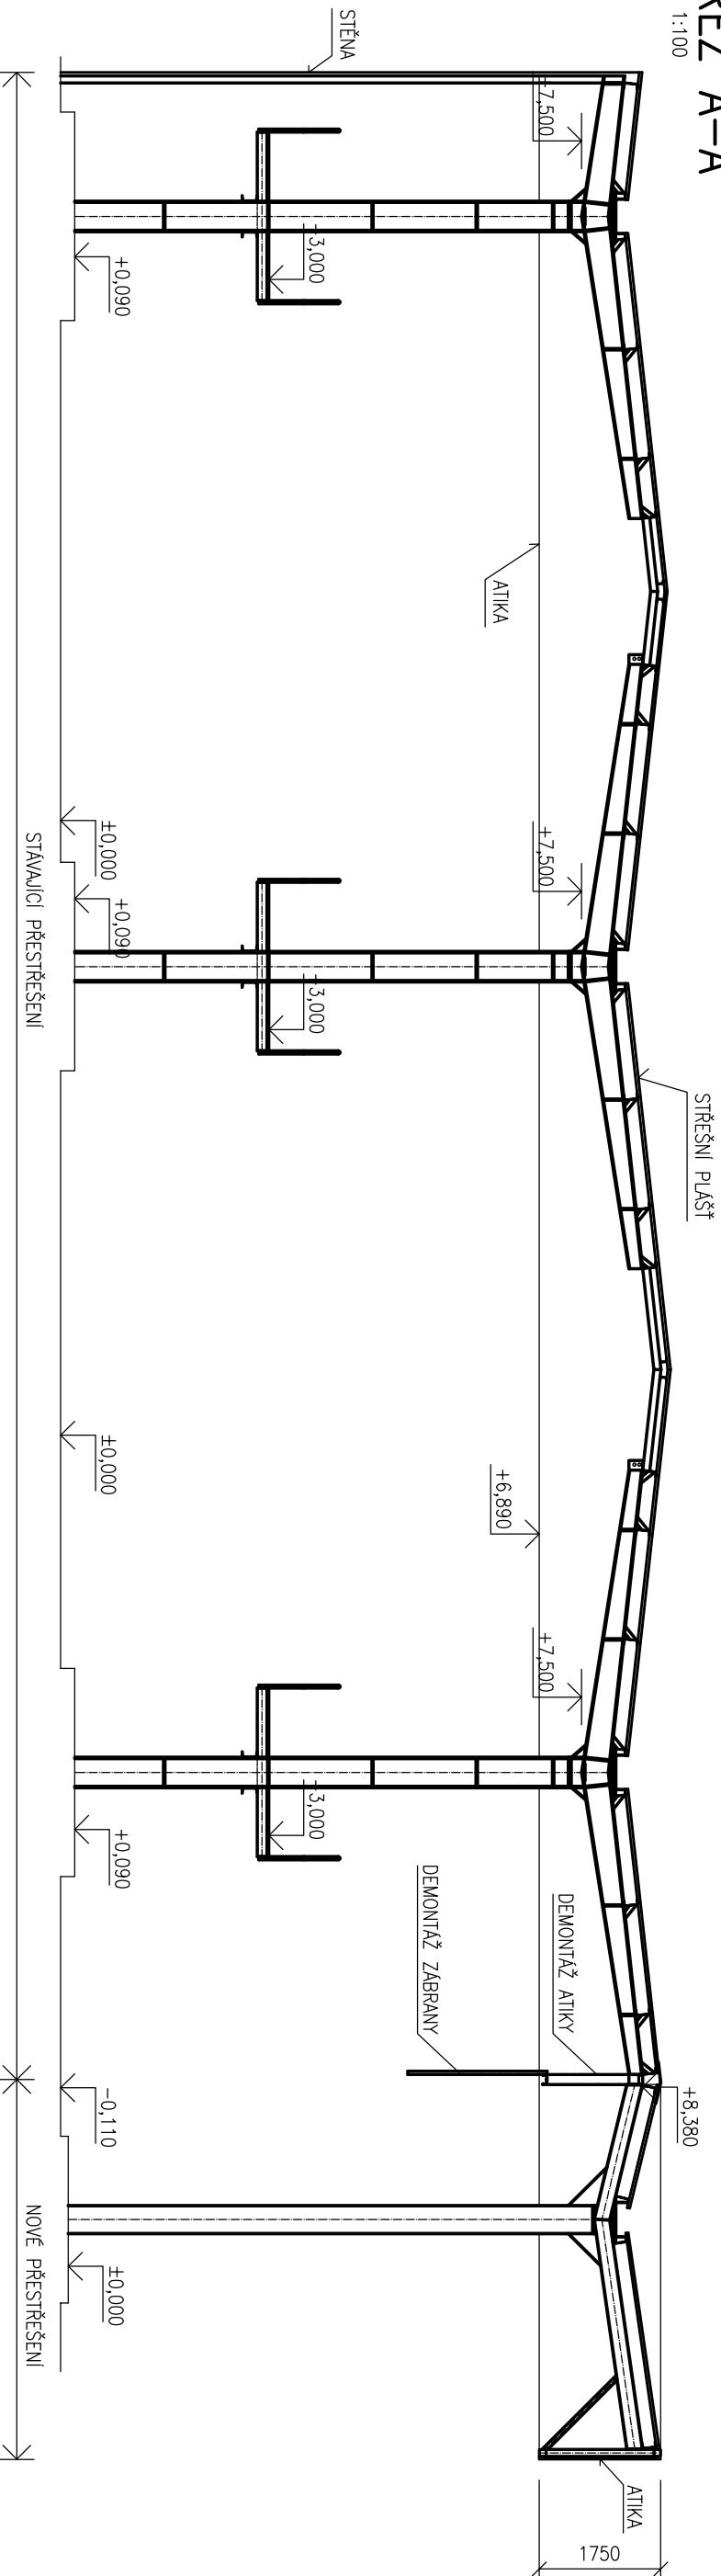 ŘEZ A–A
1:100
STŘEŠNÍ PLÁŠŤ
+8,380
STĚNA
+7,500
+7,500
+7,500
ATIKA
+6,890
DEMONTÁŽ ATIKY
DEMONTÁŽ ZÁBRANY
ATIKA
1750
+3,000
+3,000
+3,000
+0,090
±0,000
+0,090
±0,000
+0,090
-0,110
±0,000
STÁVAJÍCÍ PŘESTŘEŠENÍ
NOVÉ PŘESTŘEŠENÍ